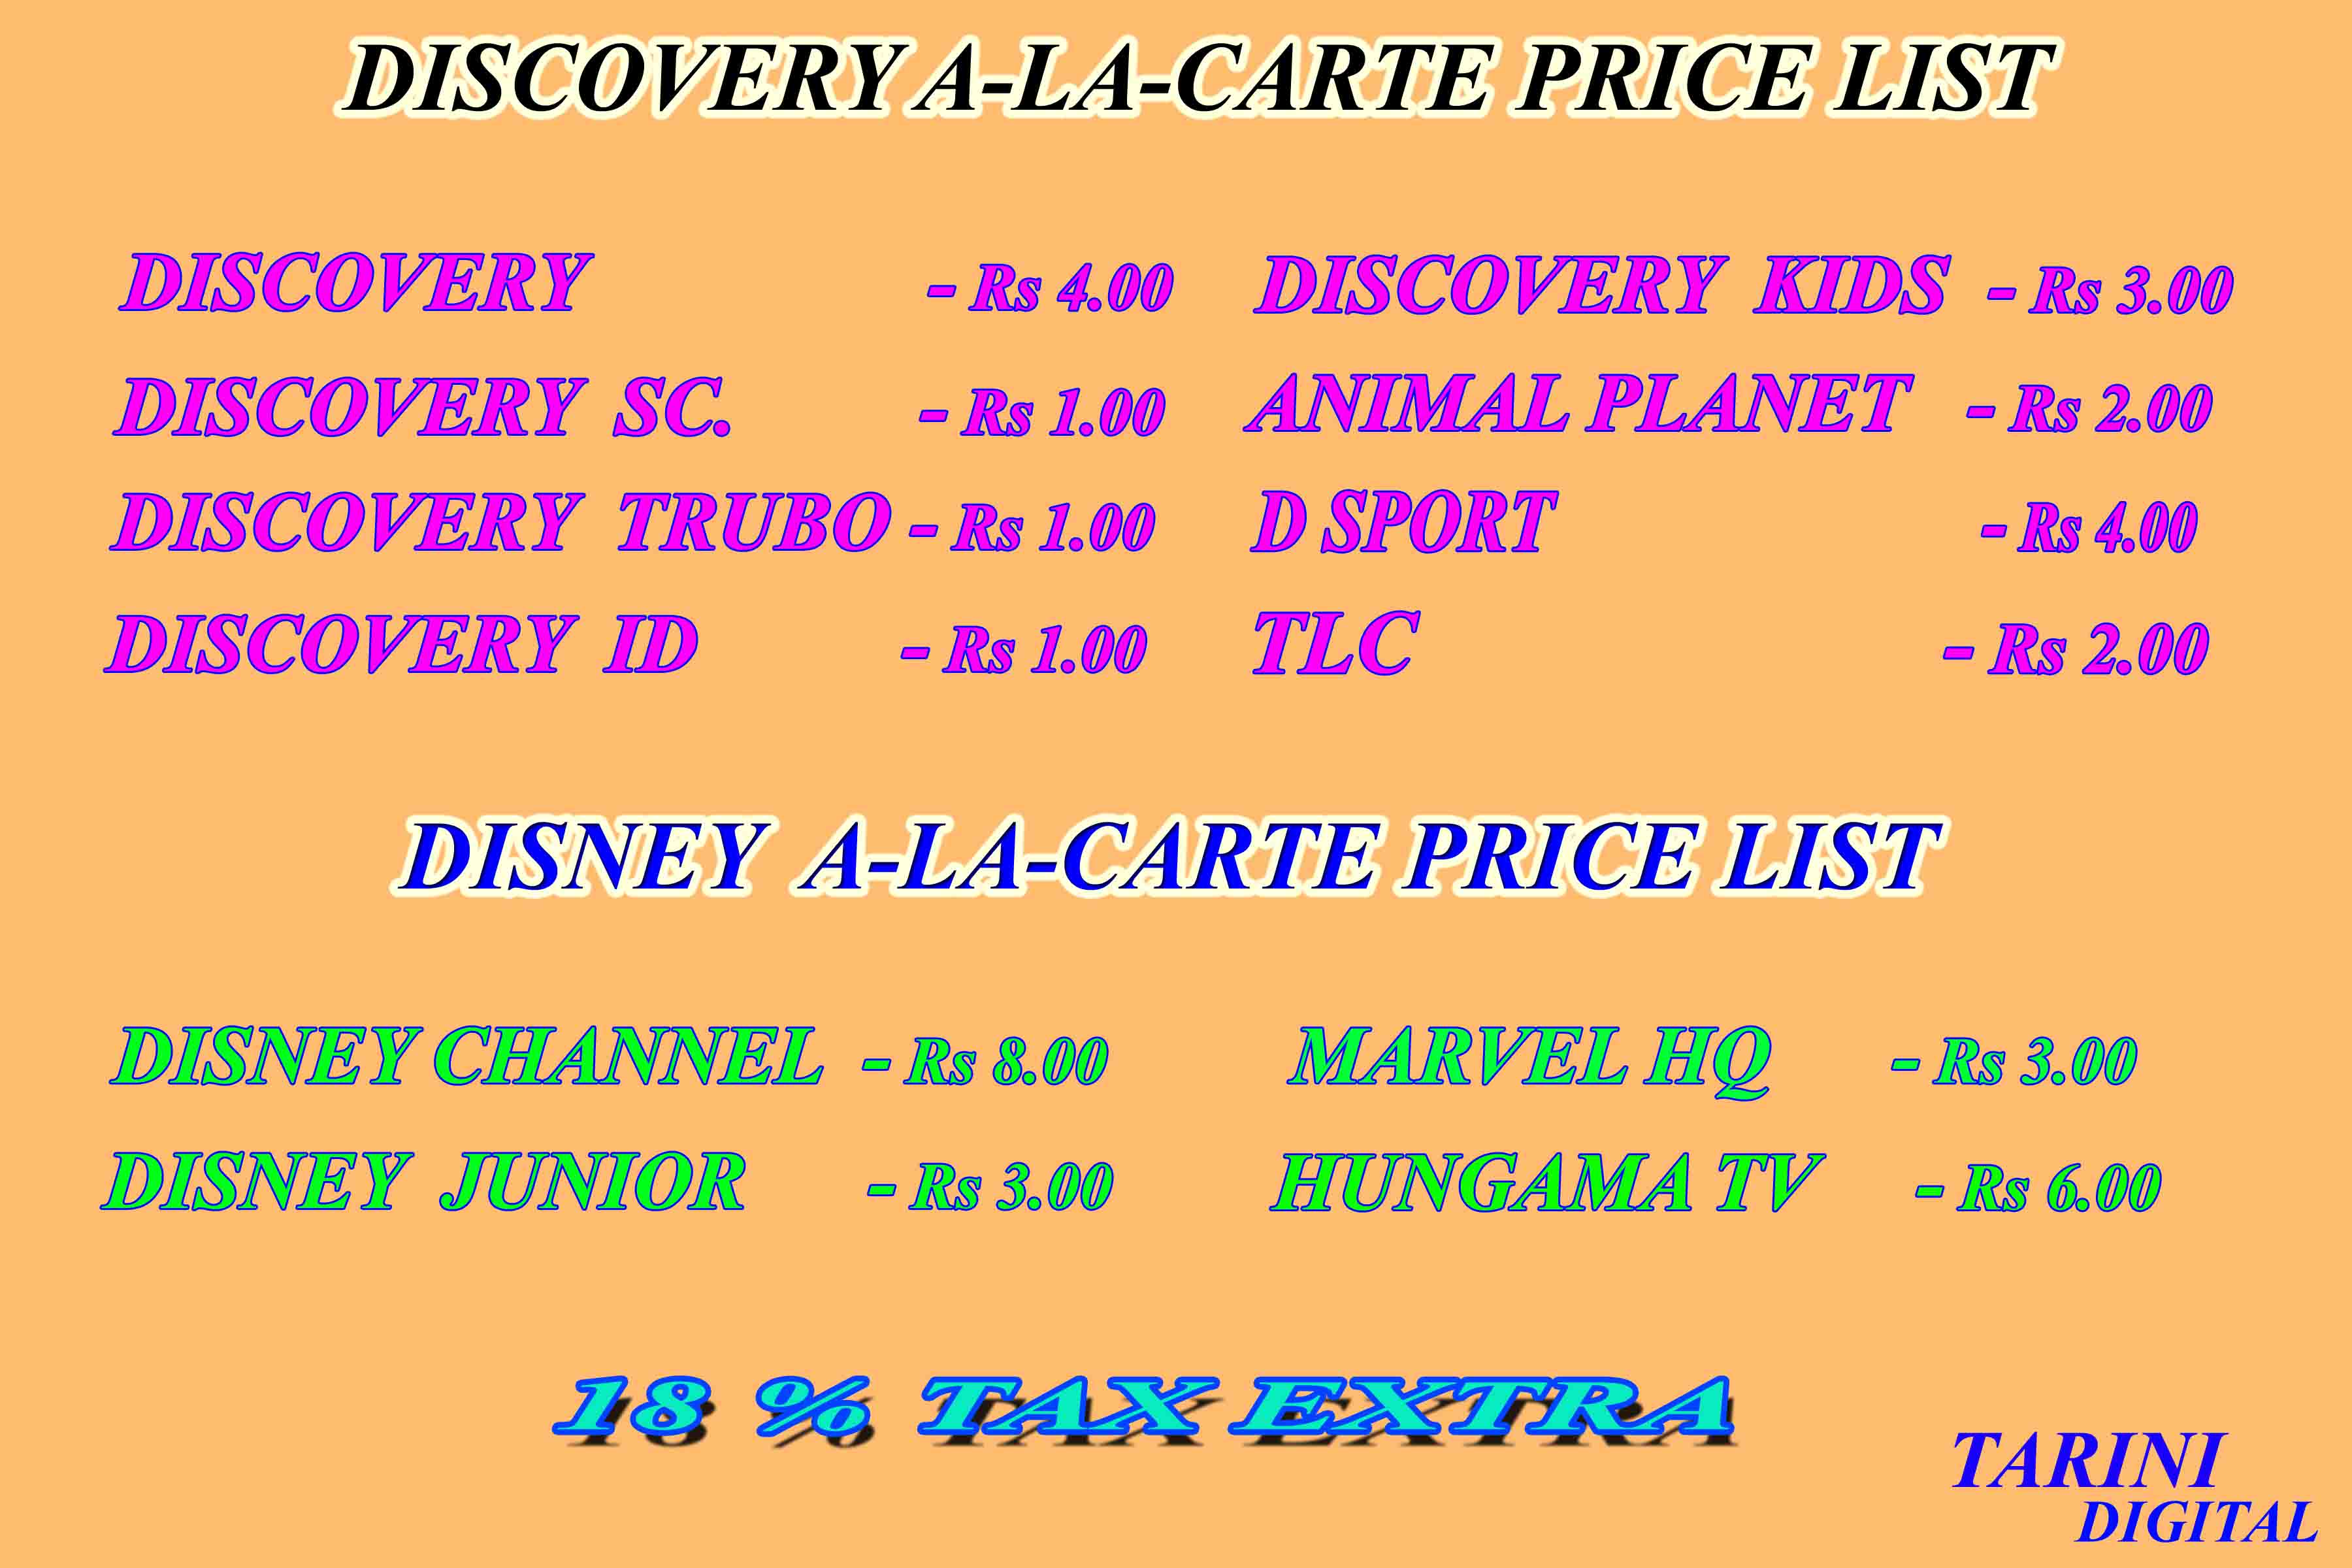 DISCOVERY A-LA-CARTE PRICE LIST
DISCOVERY - Rs 4.00
DISCOVERY KIDS - Rs 3.00
DISCOVERY SC. - Rs 1.00
ANIMAL PLANET - Rs 2.00
DISCOVERY TRUBO - Rs 1.00
D SPORT - Rs 4.00
DISCOVERY ID - Rs 1.00
TLC - Rs 2.00
DISNEY A-LA-CARTE PRICE LIST
DISNEY CHANNEL - Rs 8.00
MARVEL HQ - Rs 3.00
DISNEY JUNIOR - Rs 3.00
HUNGAMA TV - Rs 6.00
18 % TAX EXTRA
TARINI
DIGITAL